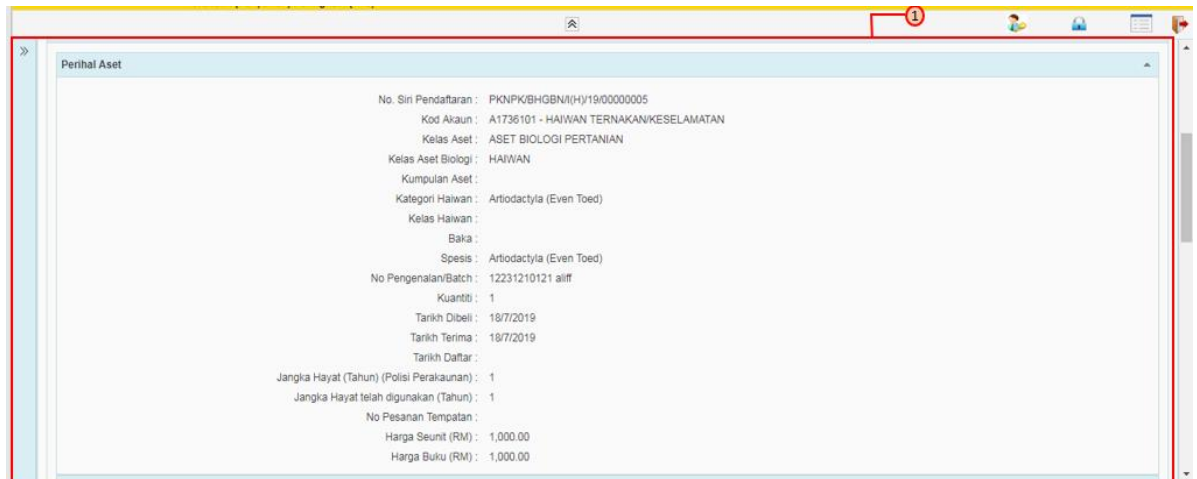 1
Perihal Aset
No. Siri Pendaftaran : PKNPK/BHGBN/I(H)/19/00000005
Kod Akaun : A1736101 - HAIWAN TERNAKAN/KESELAMATAN
Kelas Aset : ASET BIOLOGI PERTANIAN
Kelas Aset Biologi : HAIWAN
Kumpulan Aset :
Kategori Haiwan : Artiodactyla (Even Toed)
Kelas Haiwan :
Baka :
Spesis : Artiodactyla (Even Toed)
No Pengenalan/Batch : 12231210121 aliff
Kuantiti : 1
Tarikh Dibeli : 18/7/2019
Tarikh Terima : 18/7/2019
Tarikh Daftar :
Jangka Hayat (Tahun) (Polisi Perakaunan) : 1
Jangka Hayat telah digunakan (Tahun) : 1
No Pesanan Tempatan :
Harga Seunit (RM) : 1,000.00
Harga Buku (RM) : 1,000.00